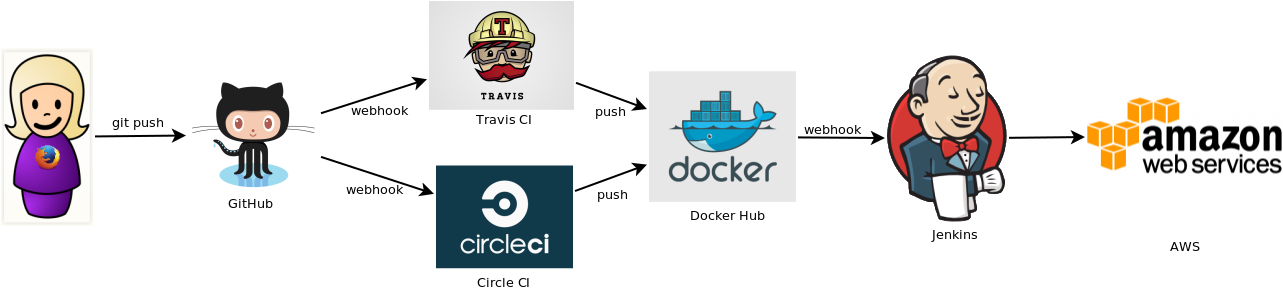 git push
GitHub
webhook
webhook
T
TRAVIS
Travis CI
circleci
Circle CI
push
push
docker
Docker Hub
webhook
Jenkins
amazon
web services
AWS